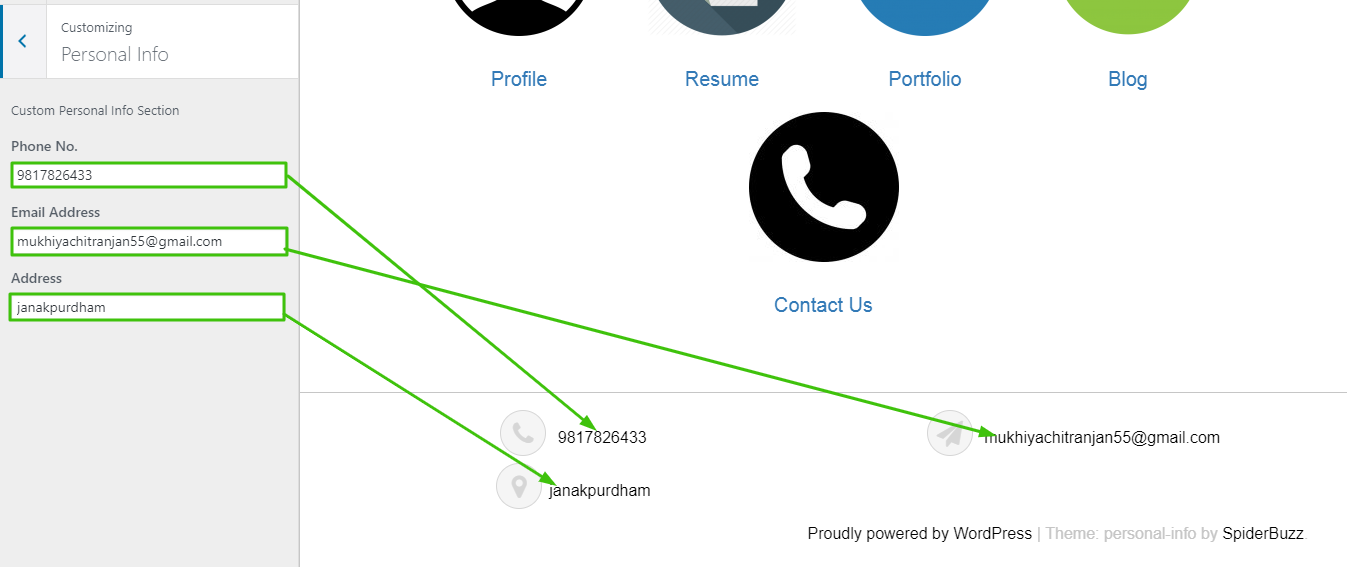 Customizing
Personal Info
Custom Personal Info Section
Phone No.
9817826433
Email Address
mukhiyachitranjan55@gmail.com
Address
janakpurdham
Profile Resume Portfolio Blog
Contact Us
9817826433 mukhiyachitranjan55@gmail.com
janakpurdham
Proudly powered by WordPress | Theme: personal-info by SpiderBuzz.